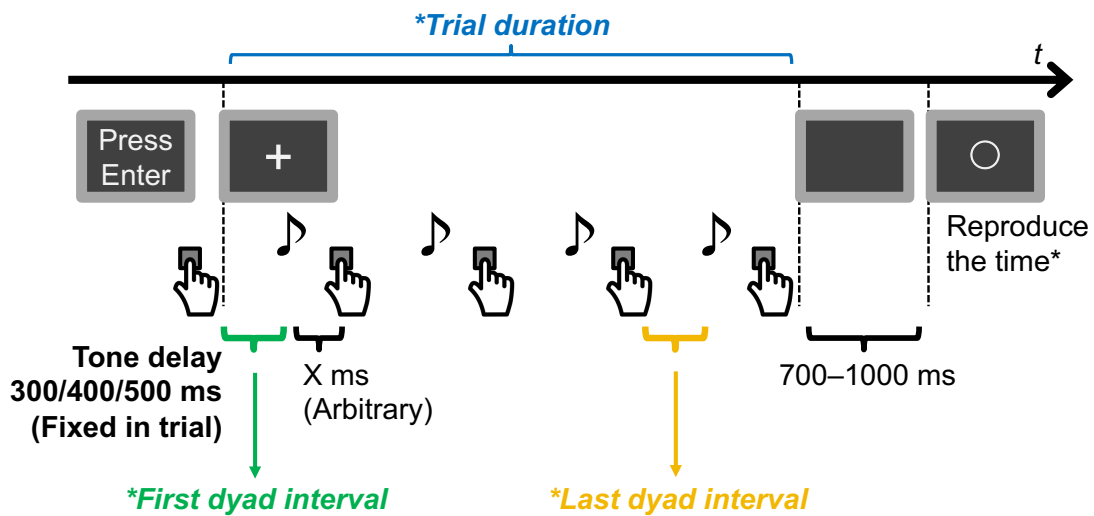 *Trial duration
t
Press
Enter
+
Reproduce
the time*
Tone delay
300/400/500 ms
(Fixed in trial)
X ms
(Arbitrary)
700–1000 ms
*First dyad interval
*Last dyad interval